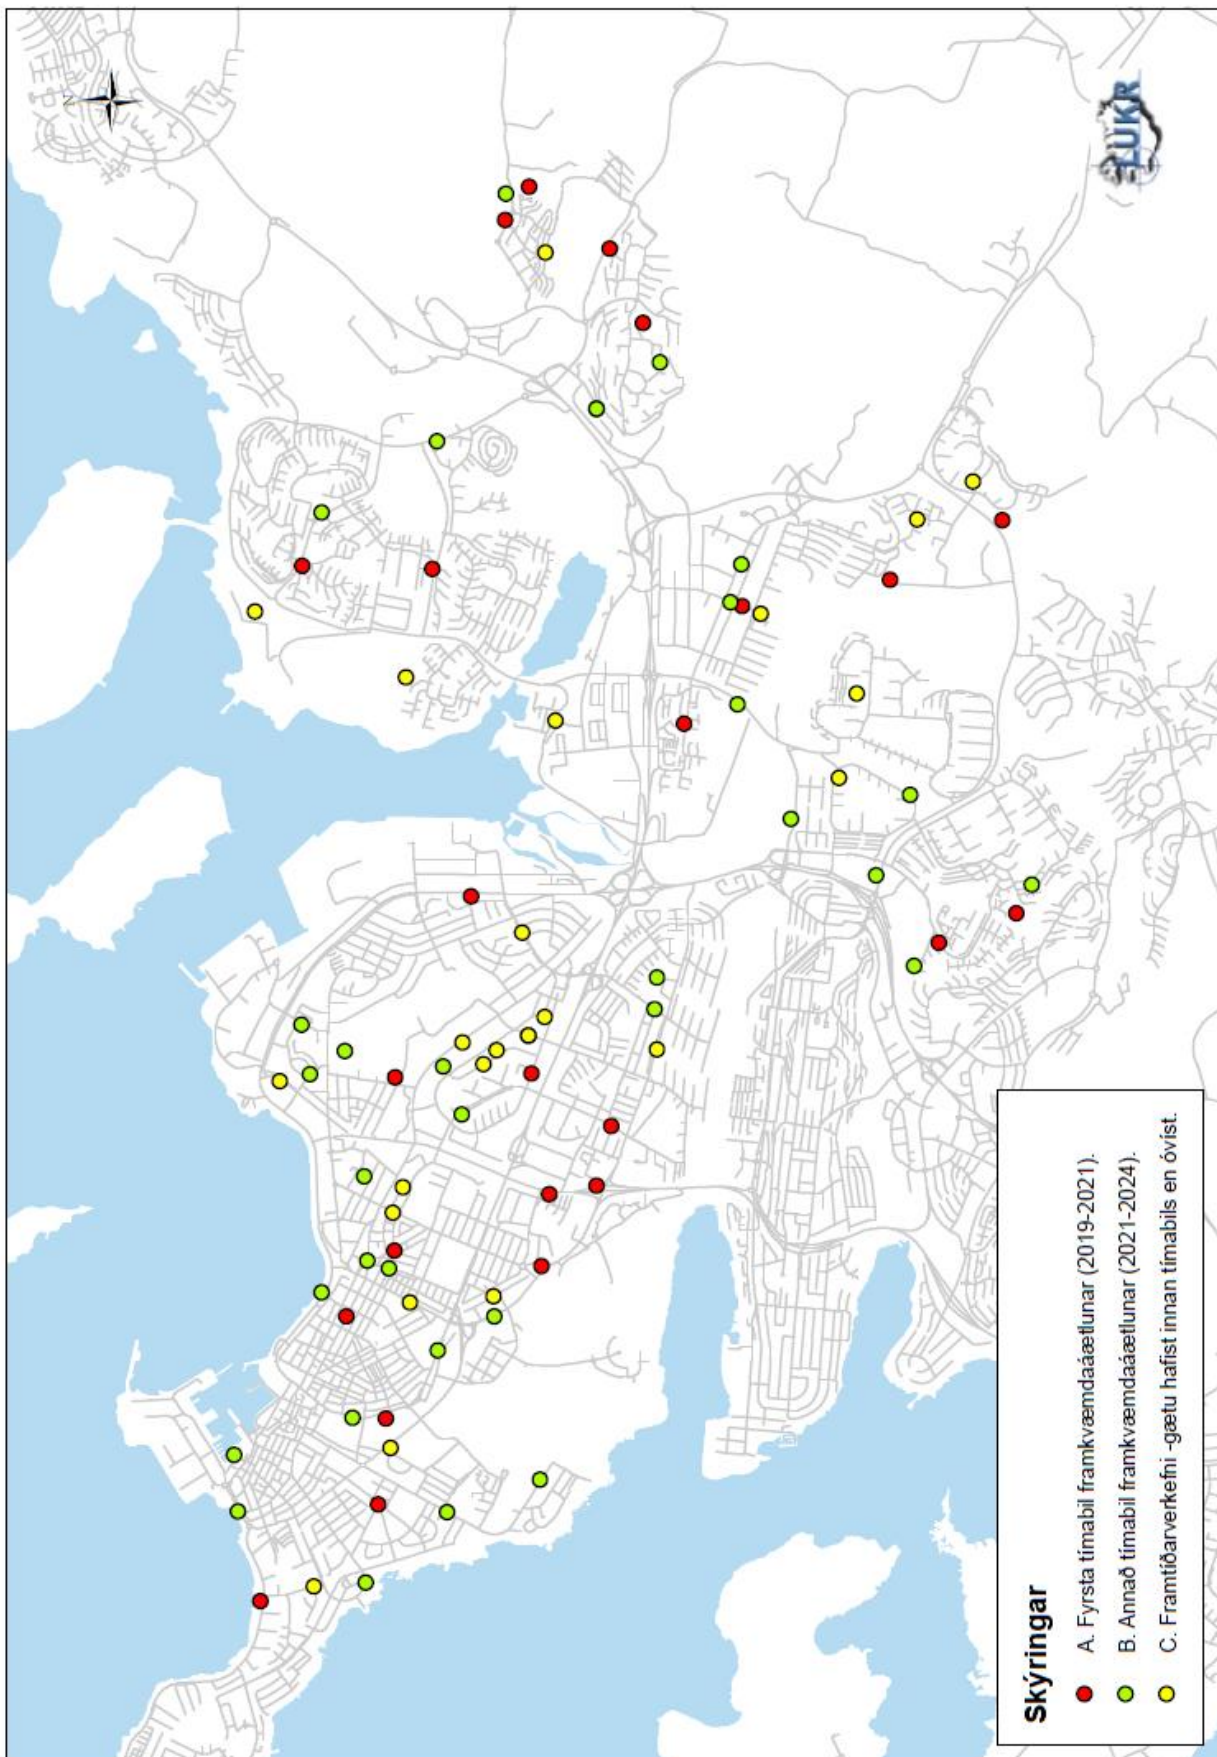 N
LUKR
Skýringar
A. Fyrsta tímabil framkvæmdaáætlunar (2019-2021).
B. Annað tímabil framkvæmdaáætlunar (2021-2024).
C. Framtíðarverkefni -gætu hafist innan tímabils en óvíst.